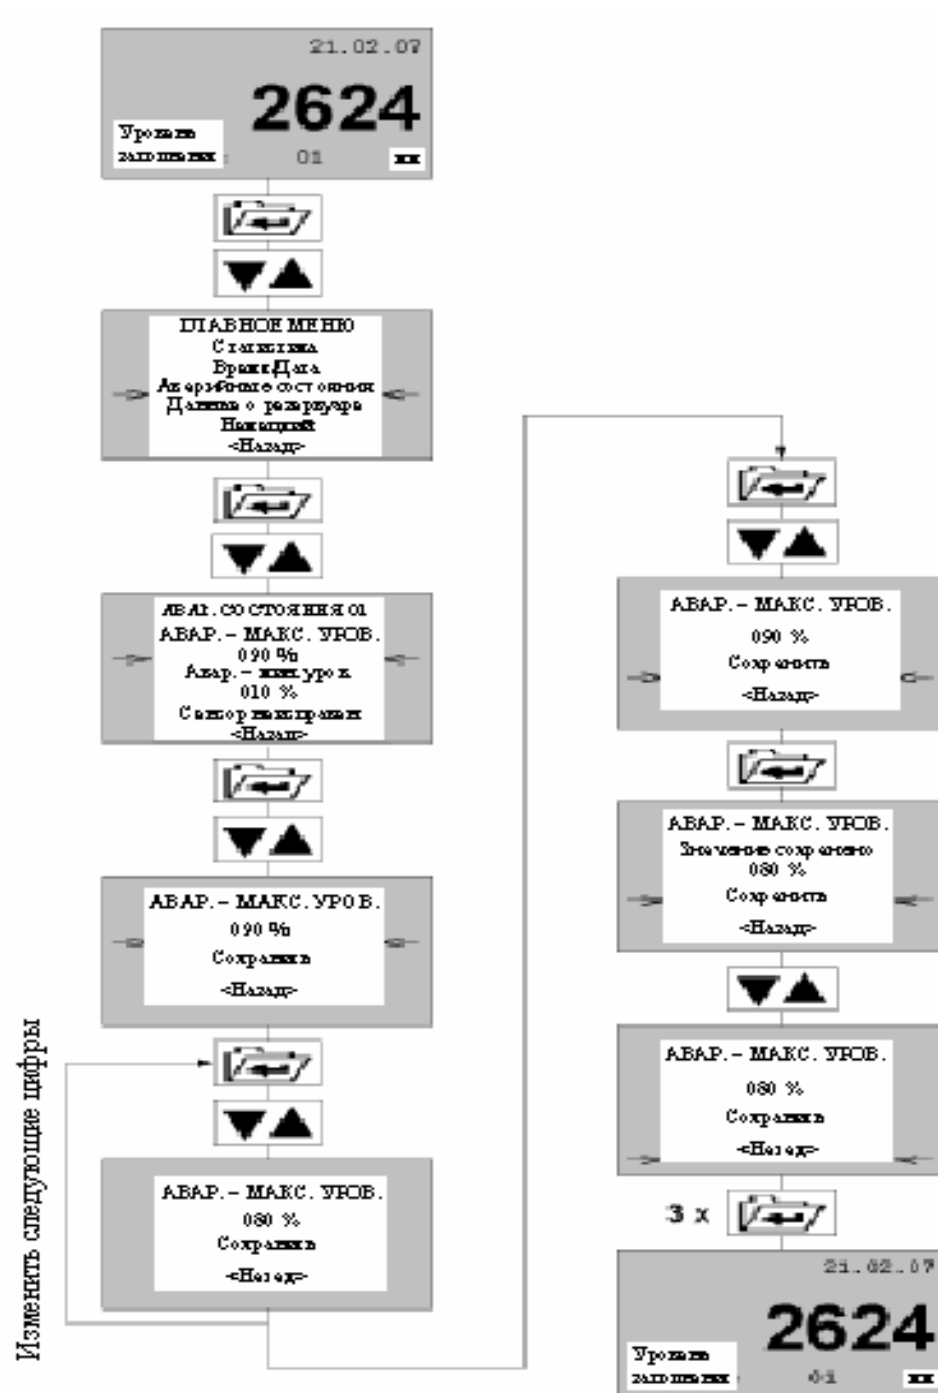 21.02.07
2624
Уровень
заполнения : 01 мм
ГЛАВНОЕ МЕНЮ
Статистика
Время/Дата
Аварийные состояния
Данные о резервуаре
Немецкий
<Назад>
АВАР. СОСТОЯНИЯ 01
АВАР. – МАКС. УРОВ.
090 %
Авар. – мин. уров.
010 %
Сенсор неисправен
<Назад>
АВАР. – МАКС. УРОВ.
090 %
Сохранить
<Назад>
Изменить следующие цифры
АВАР. – МАКС. УРОВ.
080 %
Сохранить
<Назад>
АВАР. – МАКС. УРОВ.
090 %
Сохранить
<Назад>
АВАР. – МАКС. УРОВ.
Значение сохранено
080 %
Сохранить
<Назад>
АВАР. – МАКС. УРОВ.
080 %
Сохранить
<Назад>
3 x
21.02.07
2624
Уровень
заполнения : 01 мм